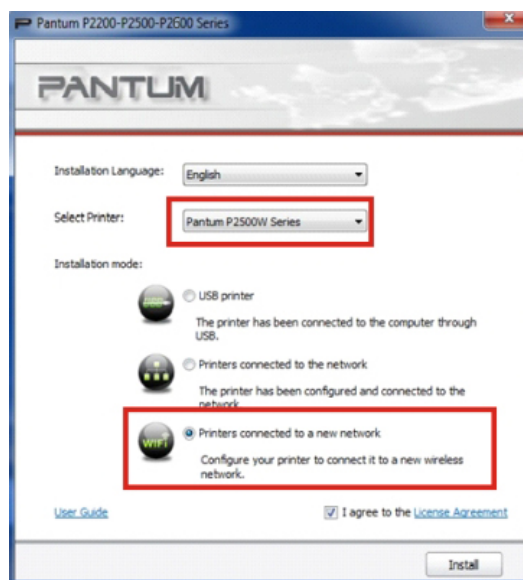 Pantum P2200-P2500-P2600 Series
PANTUM
Installation Language:
English
Select Printer:
Pantum P2500W Series
Installation mode:
USB printer
The printer has been connected to the computer through
USB.
Printers connected to the network
The printer has been configured and connected to the
network
WiFi
Printers connected to a new network
Configure your printer to connect it to a new wireless
network.
User Guide
I agree to the License Agreement
Install